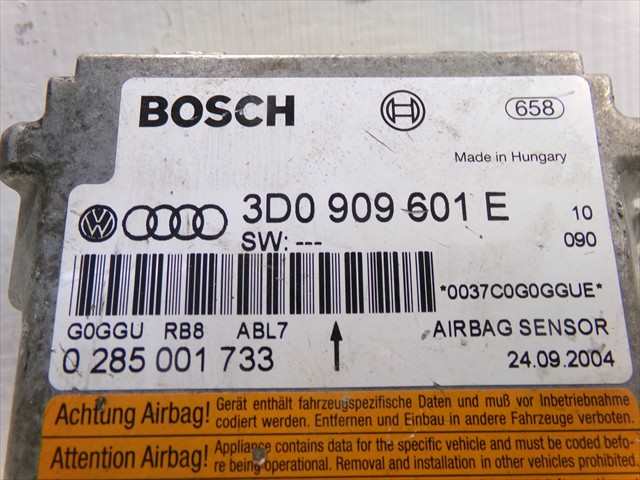 BOSCH
658
Made in Hungary
3D0 909 601 E 10
SW: --- 090
*0037C0G0GGUE*
G0GGU RB8 ABL7 AIRBAG SENSOR
0 285 001 733 24.09.2004
Achtung Airbag! Gerät enthält fahrzeugspezifische Daten und muß vor Inbetriebnahme
codiert werden. Entfernen und Einbau in andere Fahrzeuge verboten.
Attention Airbag! Appliance contains data for the specific vehicle and must be coded befo-
re being operational. Removal and installation in other vehicles prohibited.